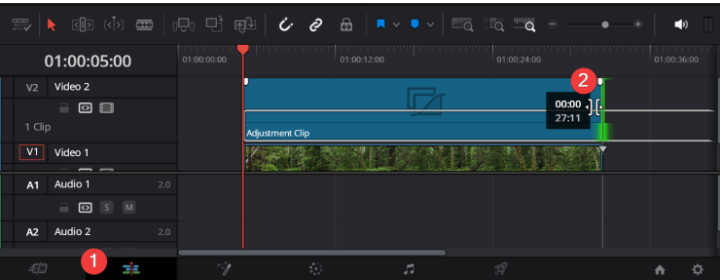 01:00:05:00
01:00:00:00
01:00:12:00
01:00:24:00
01:00:36:00
V2 Video 2
2
00:00
27:11
1 Clip
Adjustment Clip
V1 Video 1
A1 Audio 1 2.0
S M
A2 Audio 2 2.0
1